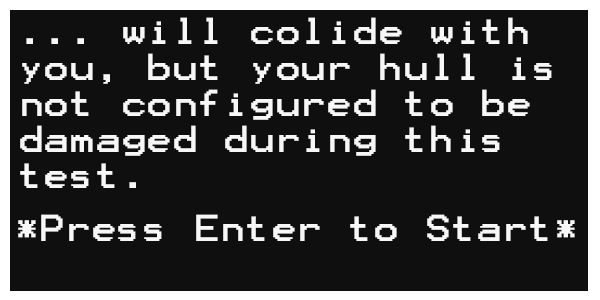 ... will colide with
you, but your hull is
not configured to be
damaged during this
test.
*Press Enter to Start*